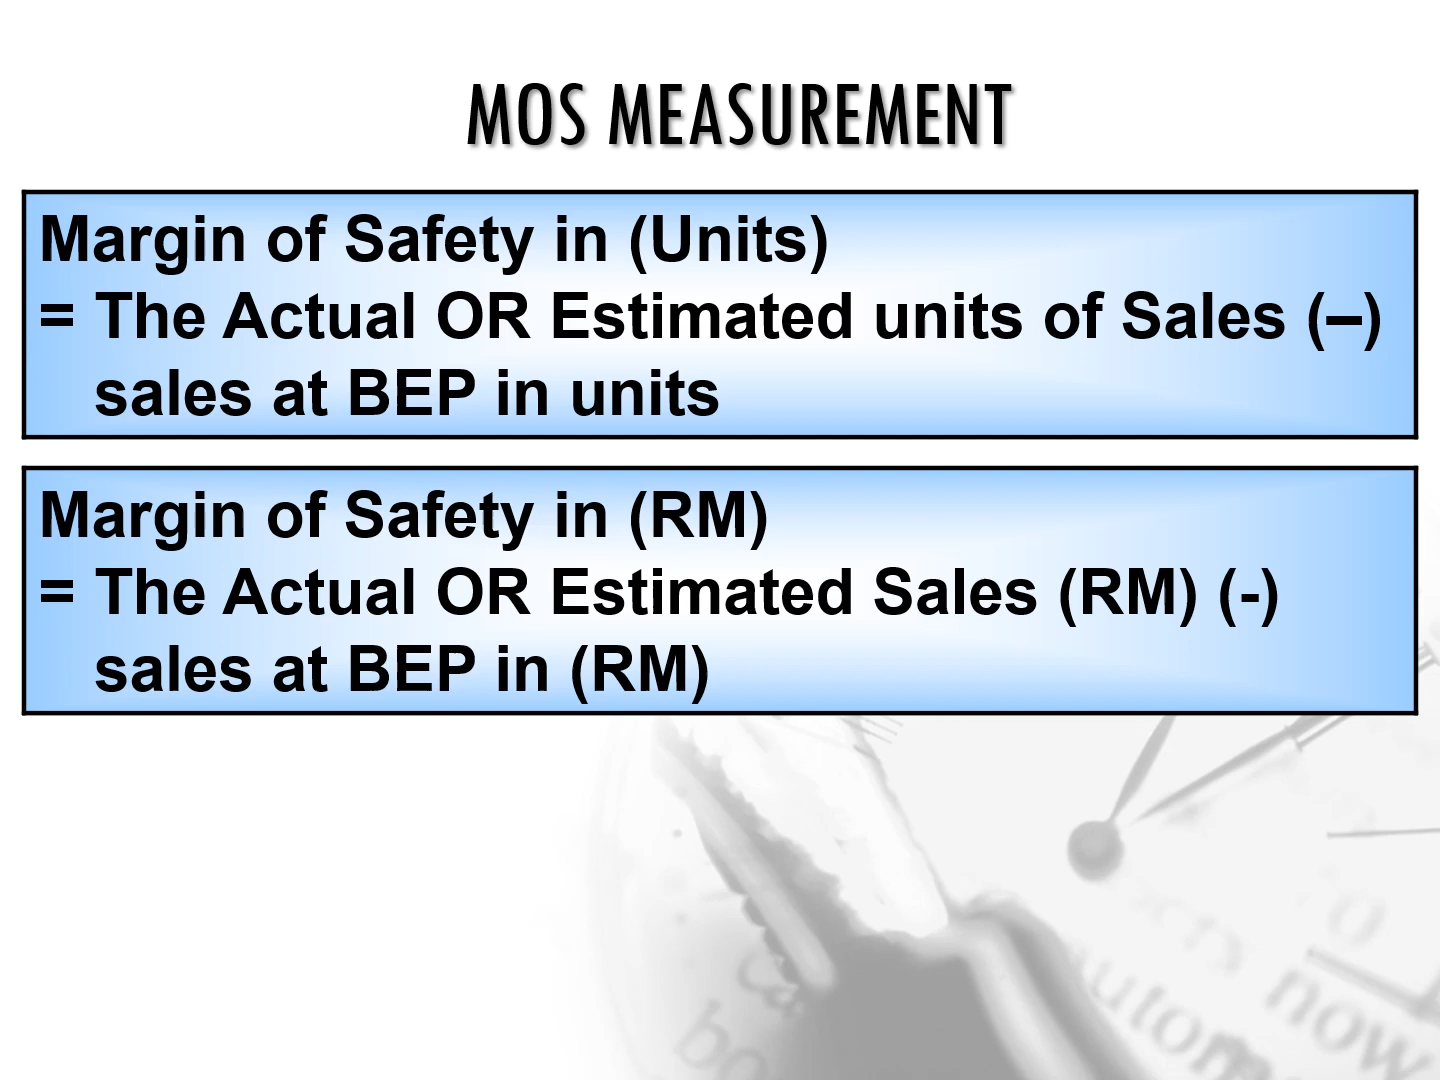 MOS MEASUREMENT
Margin of Safety in (Units)
= The Actual OR Estimated units of Sales (–)
sales at BEP in units
Margin of Safety in (RM)
= The Actual OR Estimated Sales (RM) (-)
sales at BEP in (RM)
now